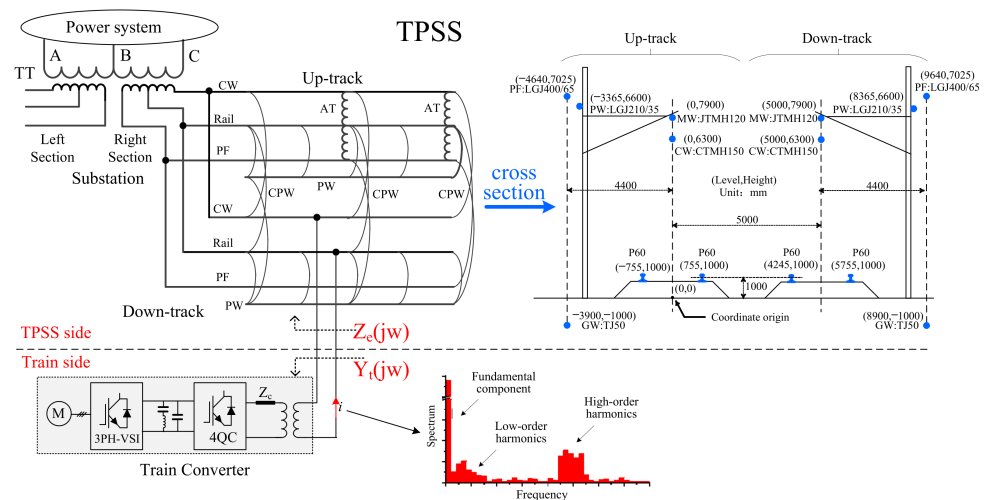 Power system
TPSS
A
B
C
TT
CW
Up-track
AT
AT
Rail
Left
Section
Right
Section
Substation
PF
PW
CPW
CPW
CPW
CW
Rail
PF
Down-track
PW
cross
section
Up-track
Down-track
(−4640,7025)
PF:LGJ400/65
(9640,7025)
PF:LGJ400/65
(−3365,6600)
PW:LGJ210/35
(0,7900)
MW:JTMH120
(5000,7900)
MW:JTMH120
(8365,6600)
PW:LGJ210/35
(0,6300)
CW:CTMH150
(5000,6300)
CW:CTMH150
4400
(Level,Height)
Unit: mm
4400
5000
P60
(−755,1000)
P60
(755,1000)
P60
(4245,1000)
P60
(5755,1000)
(0,0)
1000
Coordinate origin
−3900,−1000)
GW:TJ50
(8900,−1000)
GW:TJ50
TPSS side
Ze(jw)
Train side
Yt(jw)
M
3PH-VSI
4QC
Zc
i
Train Converter
Spectrum
Fundamental
component
Low-order
harmonics
High-order
harmonics
Frequency